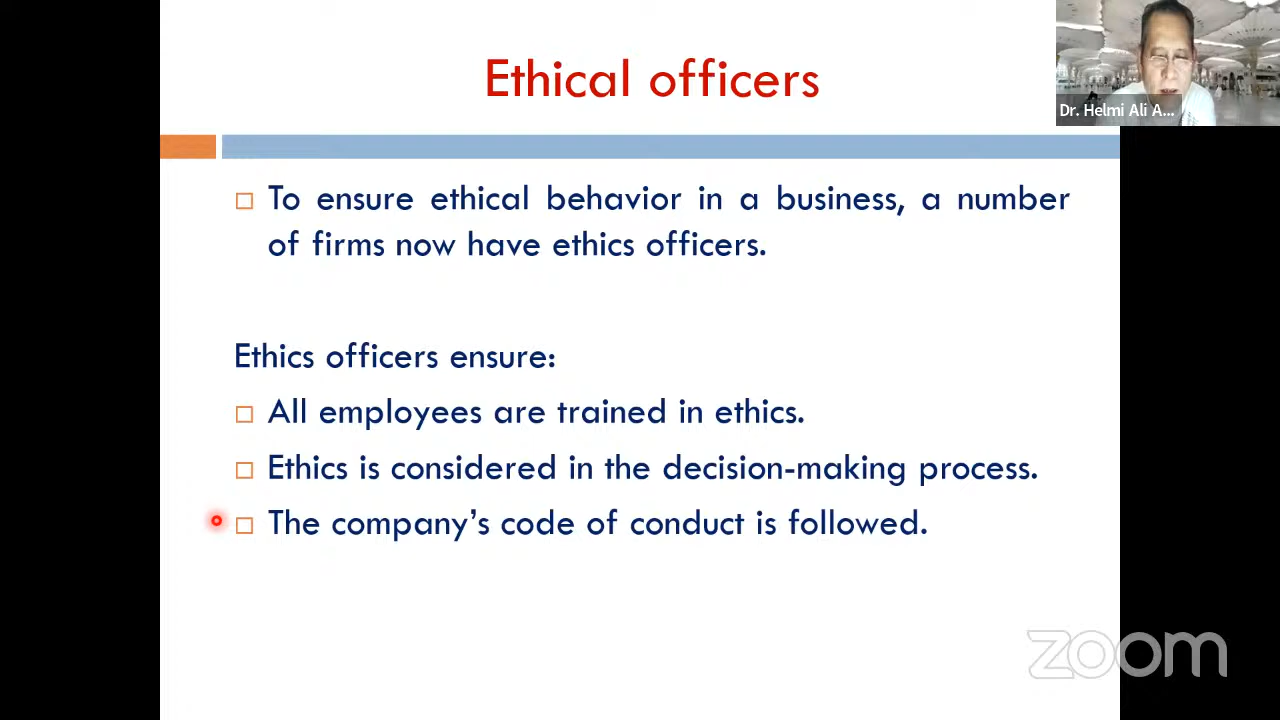 Ethical officers
Dr. Helmi Ali A...
To ensure ethical behavior in a business, a number
of firms now have ethics officers.
Ethics officers ensure:
All employees are trained in ethics.
Ethics is considered in the decision-making process.
The company’s code of conduct is followed.
zoom